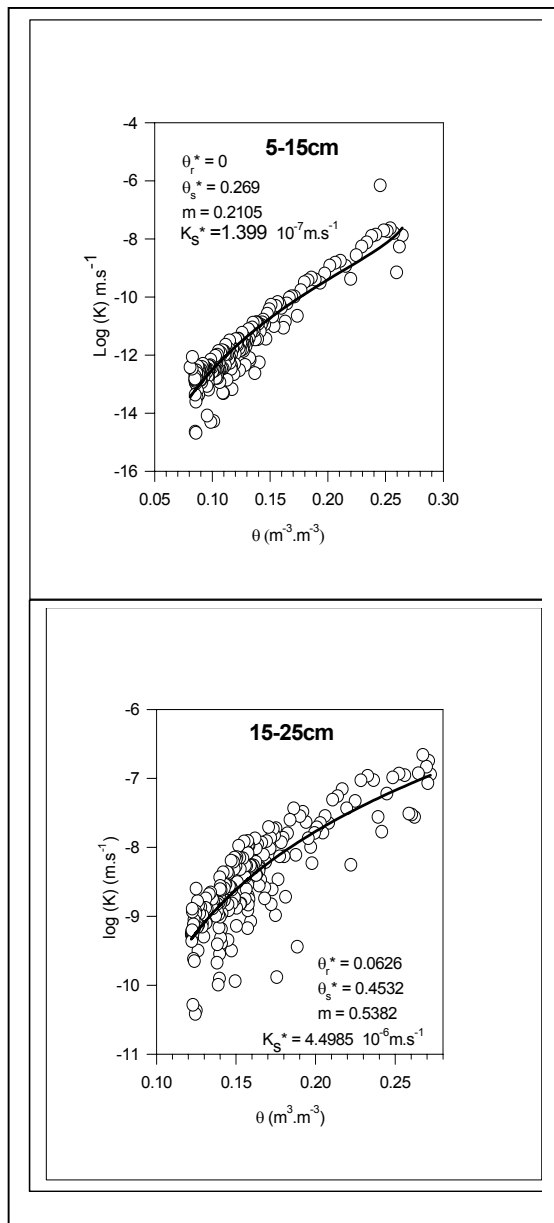 5-15cm
θr* = 0
θs* = 0.269
m = 0.2105
KS* =1.399 10-7m.s-1
Log (K) m.s-1
-4
-6
-8
-10
-12
-14
-16
0.05 0.10 0.15 0.20 0.25 0.30
θ (m-3.m-3)
15-25cm
log (K) (m.s-1)
-6
-7
-8
-9
-10
-11
θr* = 0.0626
θs* = 0.4532
m = 0.5382
KS* = 4.4985 10-6m.s-1
0.10 0.15 0.20 0.25
θ (m3.m-3)